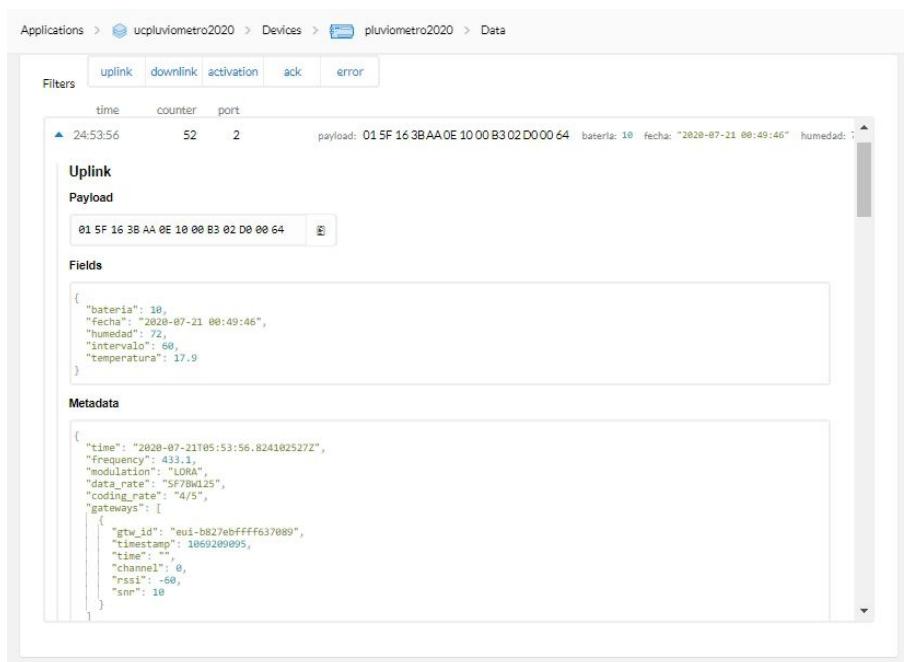 Applications > ucpluviometro2020 > Devices > pluviometro2020 > Data
Filters uplink downlink activation ack error
time counter port
24:53:56 52 2 payload: 01 5F 16 3B AA 0E 10 00 B3 02 D0 00 64 bateria: 10 fecha: "2020-07-21 00:49:46" humedad: 7
Uplink
Payload
01 5F 16 3B AA 0E 10 00 B3 02 D0 00 64
Fields
{
"bateria": 10,
"fecha": "2020-07-21 00:49:46",
"humedad": 72,
"intervalo": 60,
"temperatura": 17.9
}
Metadata
{
"time": "2020-07-21T05:53:56.824102527Z",
"frequency": 433.1,
"modulation": "LORA",
"data_rate": "SF7BW125",
"coding_rate": "4/5",
"gateways": [
{
"gtw_id": "eui-b827ebffff637089",
"timestamp": 1069209095,
"time": "",
"channel": 0,
"rssi": -60,
"snr": 10
}
]